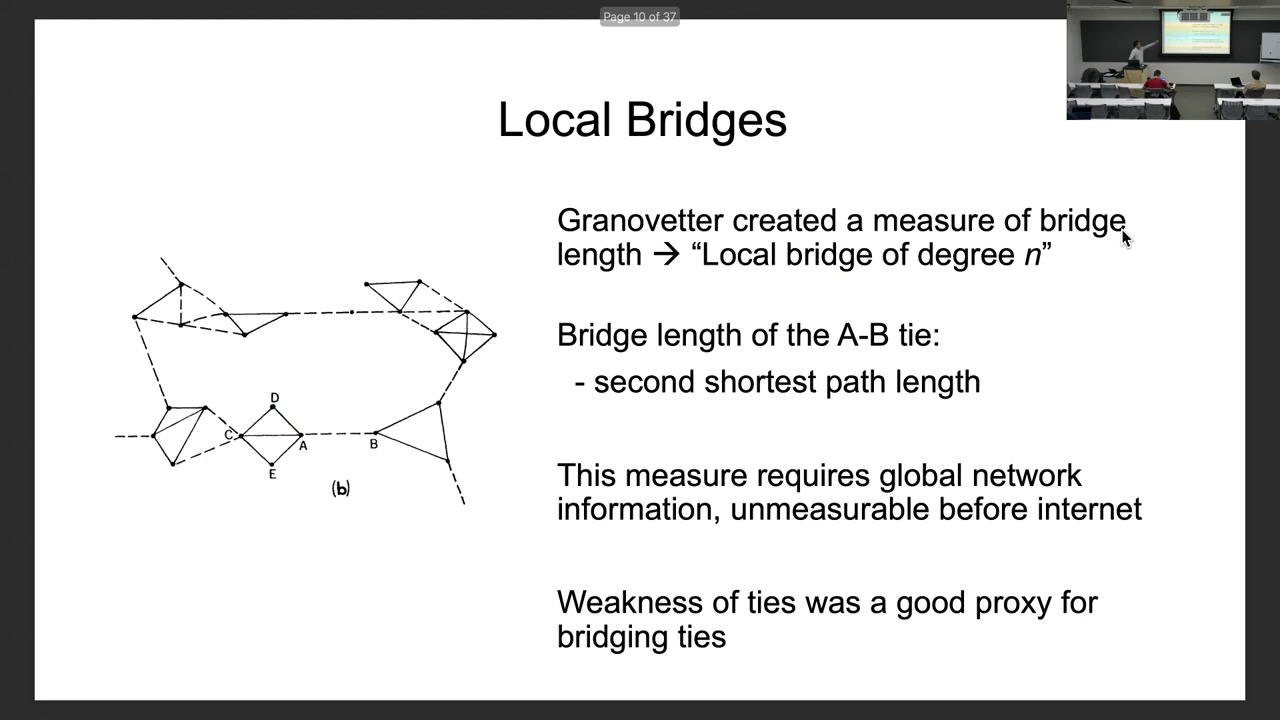 Page 10 of 37
Local Bridges
Granovetter created a measure of bridge
length → “Local bridge of degree n”
Bridge length of the A-B tie:
- second shortest path length
This measure requires global network
information, unmeasurable before internet
Weakness of ties was a good proxy for
bridging ties
D
C
A
B
E
(b)